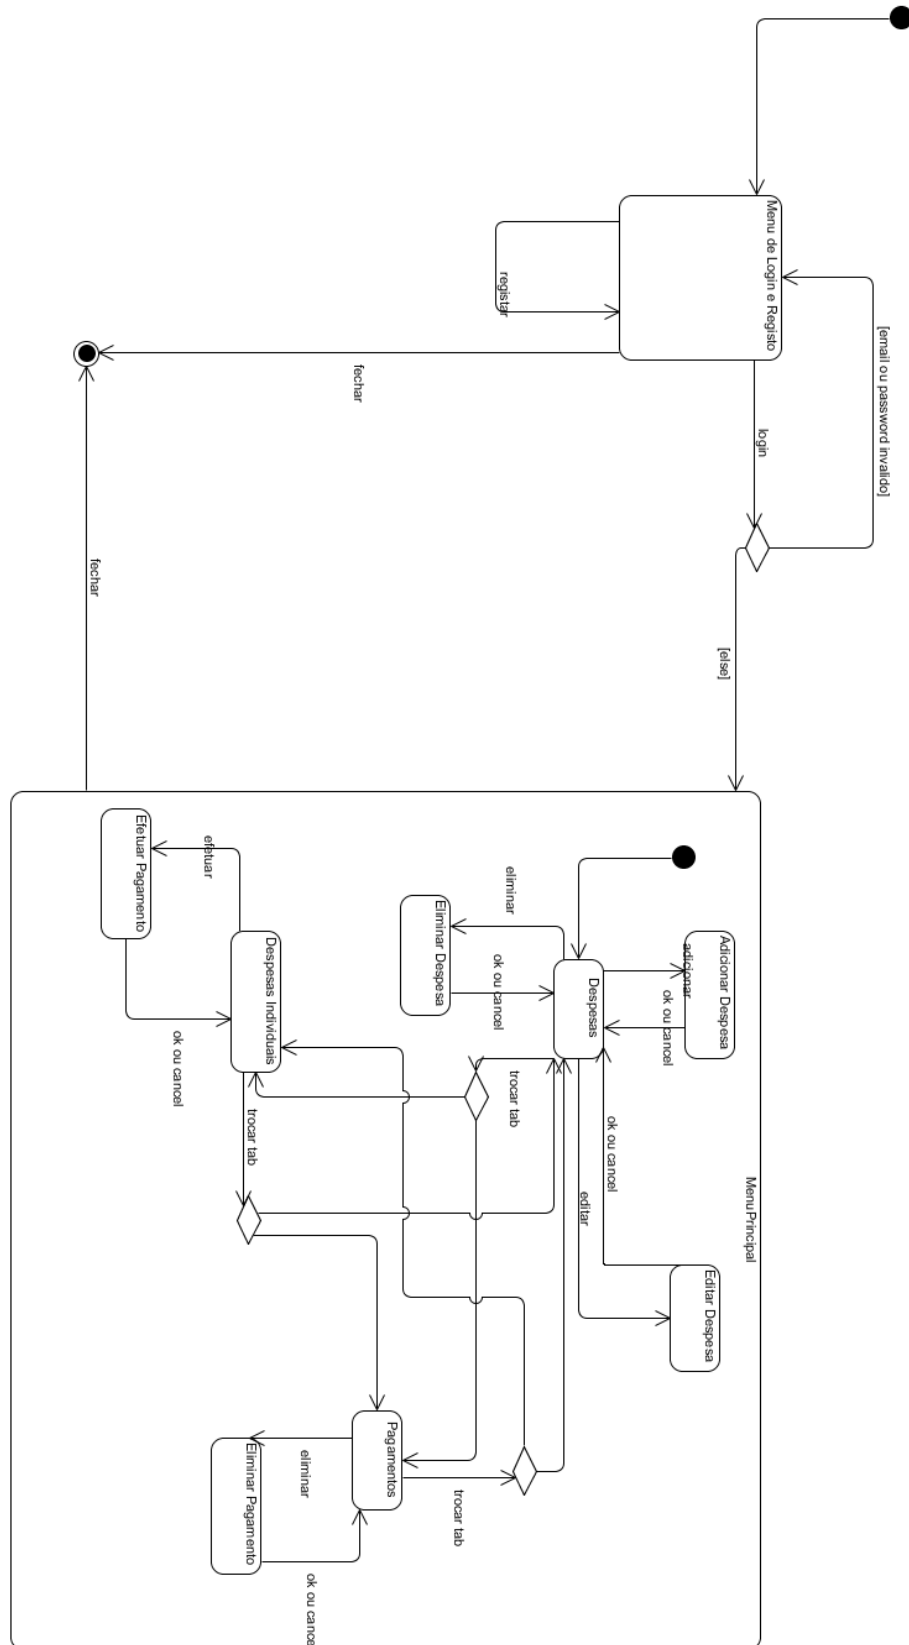 Menu de Login e Registo
registar
[email ou password invalido]
login
fechar
[else]
fechar
MenuPrincipal
Adicionar Despesa
adicionar
ok ou cancel
Despesas
eliminar
Eliminar Despesa
ok ou cancel
Efetuar Pagamento
efetuar
Despesas Individuais
ok ou cancel
trocar tab
trocar tab
editar
ok ou cancel
Editar Despesa
Pagamentos
trocar tab
eliminar
Eliminar Pagamento
ok ou cancel